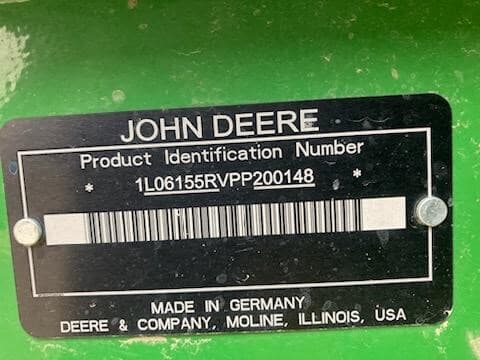 JOHN DEERE
Product Identification Number
* 1L06155RVPP200148 *
MADE IN GERMANY
DEERE & COMPANY, MOLINE, ILLINOIS, USA